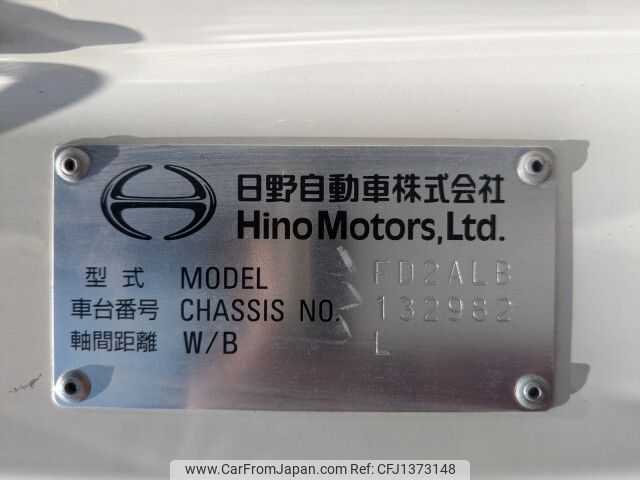 日野自動車株式会社
Hino Motors, Ltd.
型式 MODEL FD2ALB
車台番号 CHASSIS NO. 132982
軸間距離 W/B L
www.CarFromJapan.com CFJ1373148